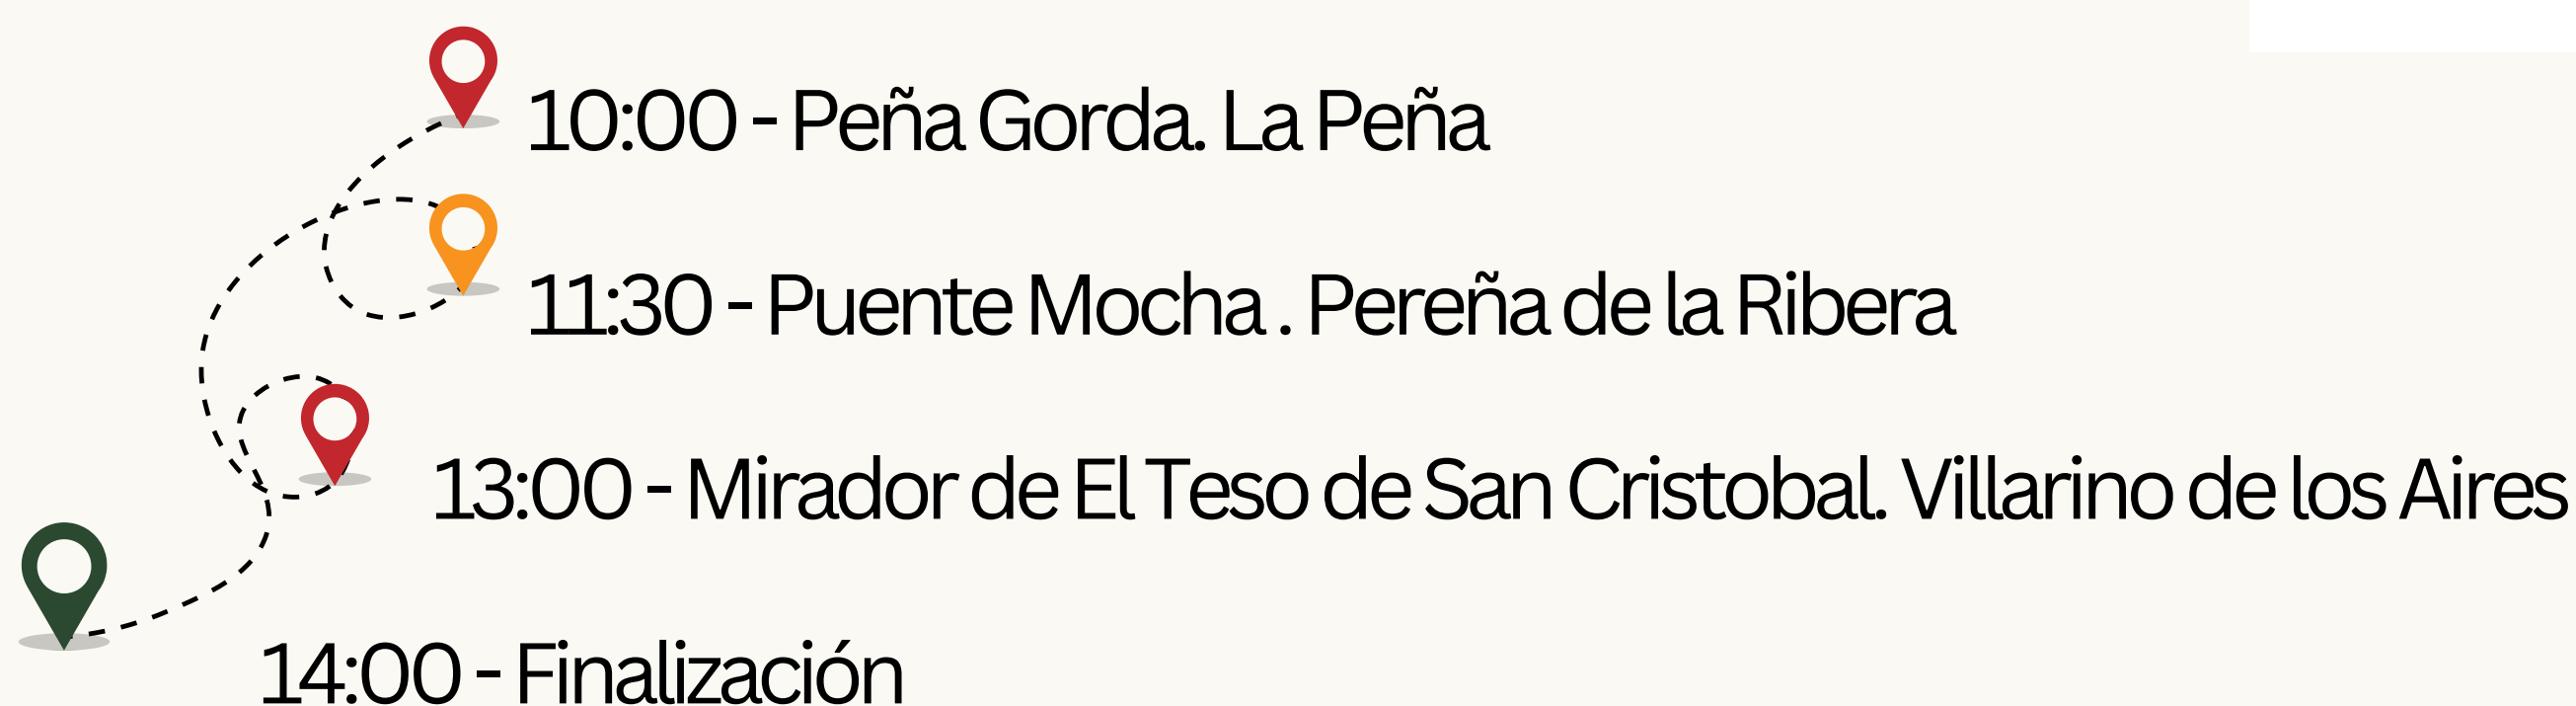 10:00 - Peña Gorda. La Peña
11:30 - Puente Mocha . Pereña de la Ribera
13:00 - Mirador de El Teso de San Cristobal. Villarino de los Aires
14:00 - Finalización